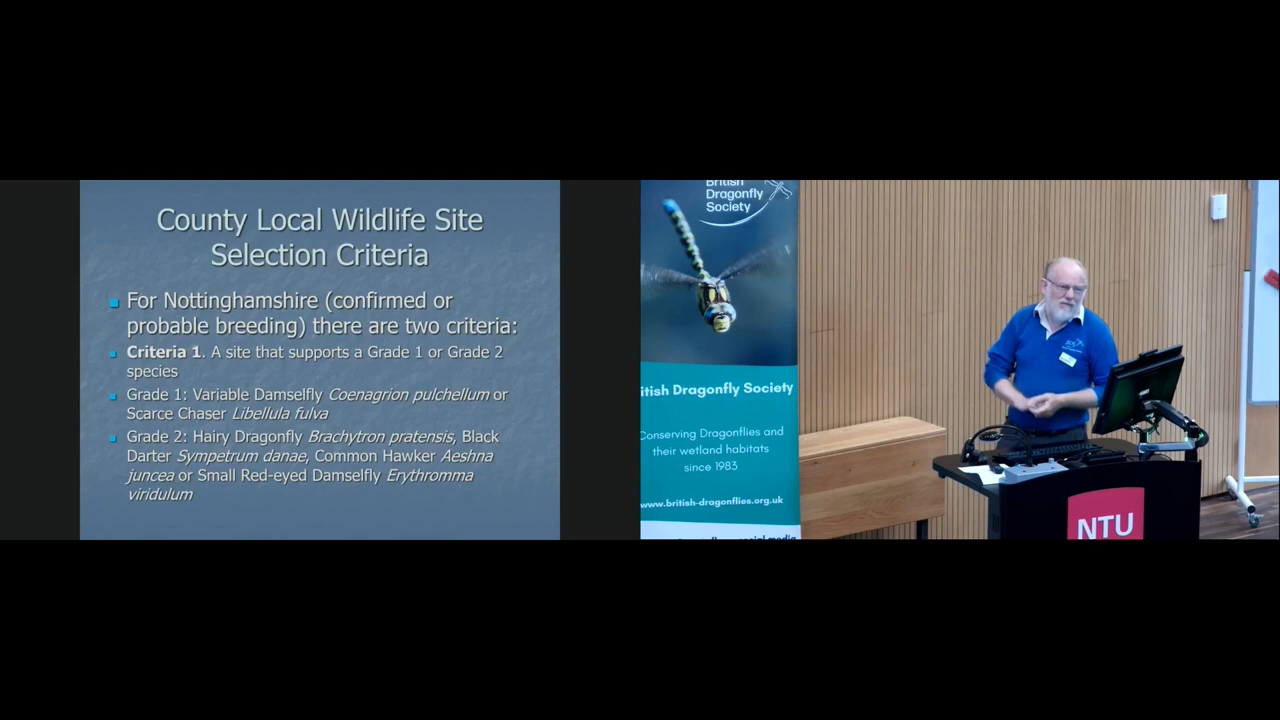 County Local Wildlife Site
Selection Criteria
For Nottinghamshire (confirmed or
probable breeding) there are two criteria:
Criteria 1. A site that supports a Grade 1 or Grade 2
species
Grade 1: Variable Damselfly Coenagrion pulchellum or
Scarce Chaser Libellula fulva
Grade 2: Hairy Dragonfly Brachytron pratensis, Black
Darter Sympetrum danae, Common Hawker Aeshna
juncea or Small Red-eyed Damselfly Erythromma
viridulum
British
Dragonfly
Society
itish Dragonfly Society
Conserving Dragonflies and
their wetland habitats
since 1983
www.british-dragonflies.org.uk
social media
NTU